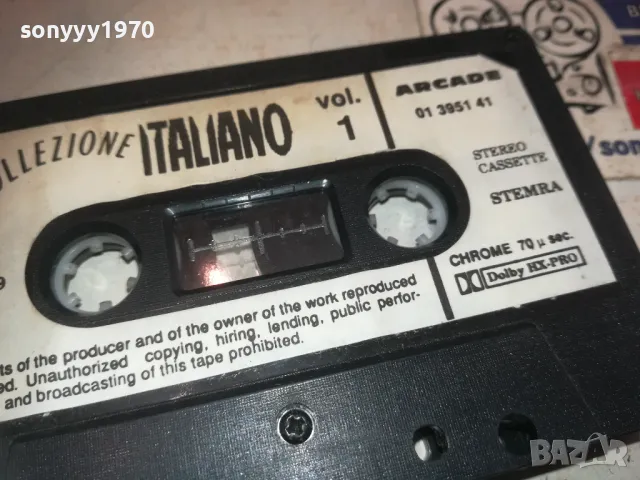 sonyyy1970
ITALIANO
vol.
1
ARCADE
01 3951 41
STEREO
CASSETTE
STEMRA
CHROME 70 µ sec.
Dolby HX-PRO
9
ts of the producer and of the owner of the work reproduced
ed. Unauthorized copying, hiring, lending, public perfor-
and broadcasting of this tape prohibited.
BAZAR